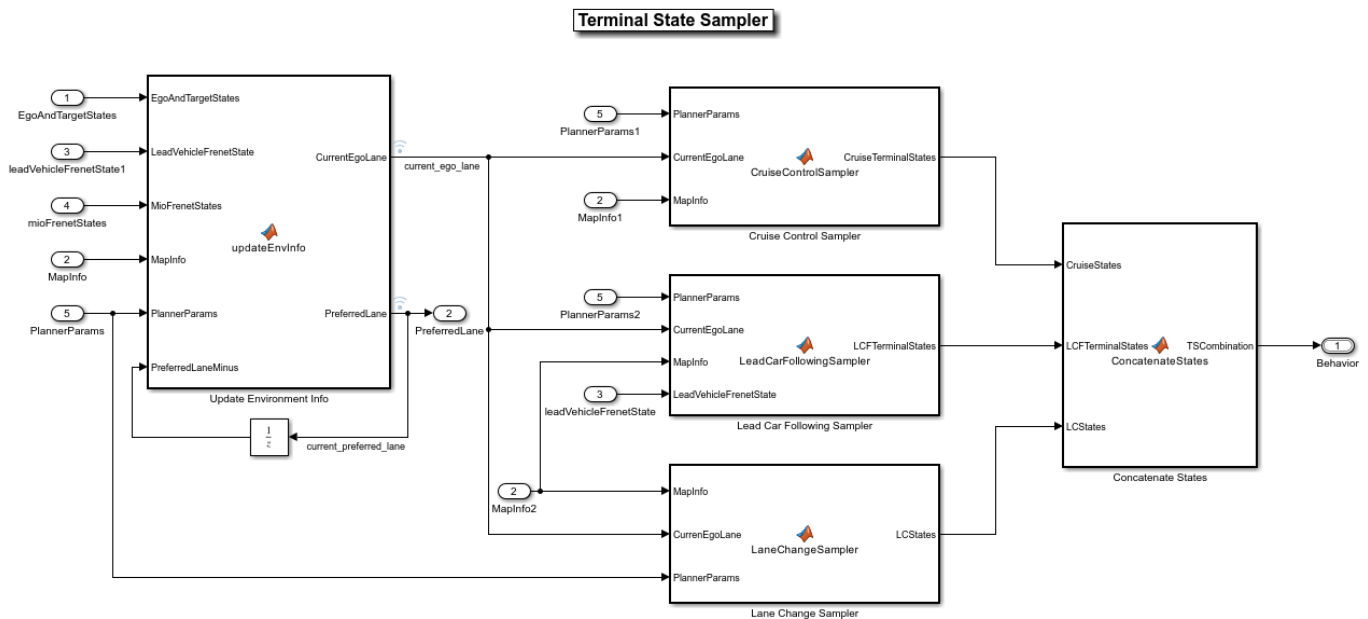 Terminal State Sampler
1
EgoAndTargetStates
3
leadVehicleFrenetState1
4
mioFrenetStates
2
MapInfo
5
PlannerParams
EgoAndTargetStates
LeadVehicleFrenetState
MioFrenetStates
MapInfo
PlannerParams
PreferredLaneMinus
updateEnvInfo
CurrentEgoLane
PreferredLane
Update Environment Info
1
z
current_preferred_lane
current_ego_lane
2
PreferredLane
5
PlannerParams1
2
MapInfo1
PlannerParams
CurrentEgoLane
MapInfo
CruiseControlSampler
CruiseTerminalStates
Cruise Control Sampler
5
PlannerParams2
3
leadVehicleFrenetState
PlannerParams
CurrentEgoLane
MapInfo
LeadVehicleFrenetState
LeadCarFollowingSampler
LCFTerminalStates
Lead Car Following Sampler
2
MapInfo2
MapInfo
CurrenEgoLane
PlannerParams
LaneChangeSampler
LCStates
Lane Change Sampler
CruiseStates
LCFTerminalStates
LCStates
ConcatenateStates
TSCombination
Concatenate States
1
Behavior